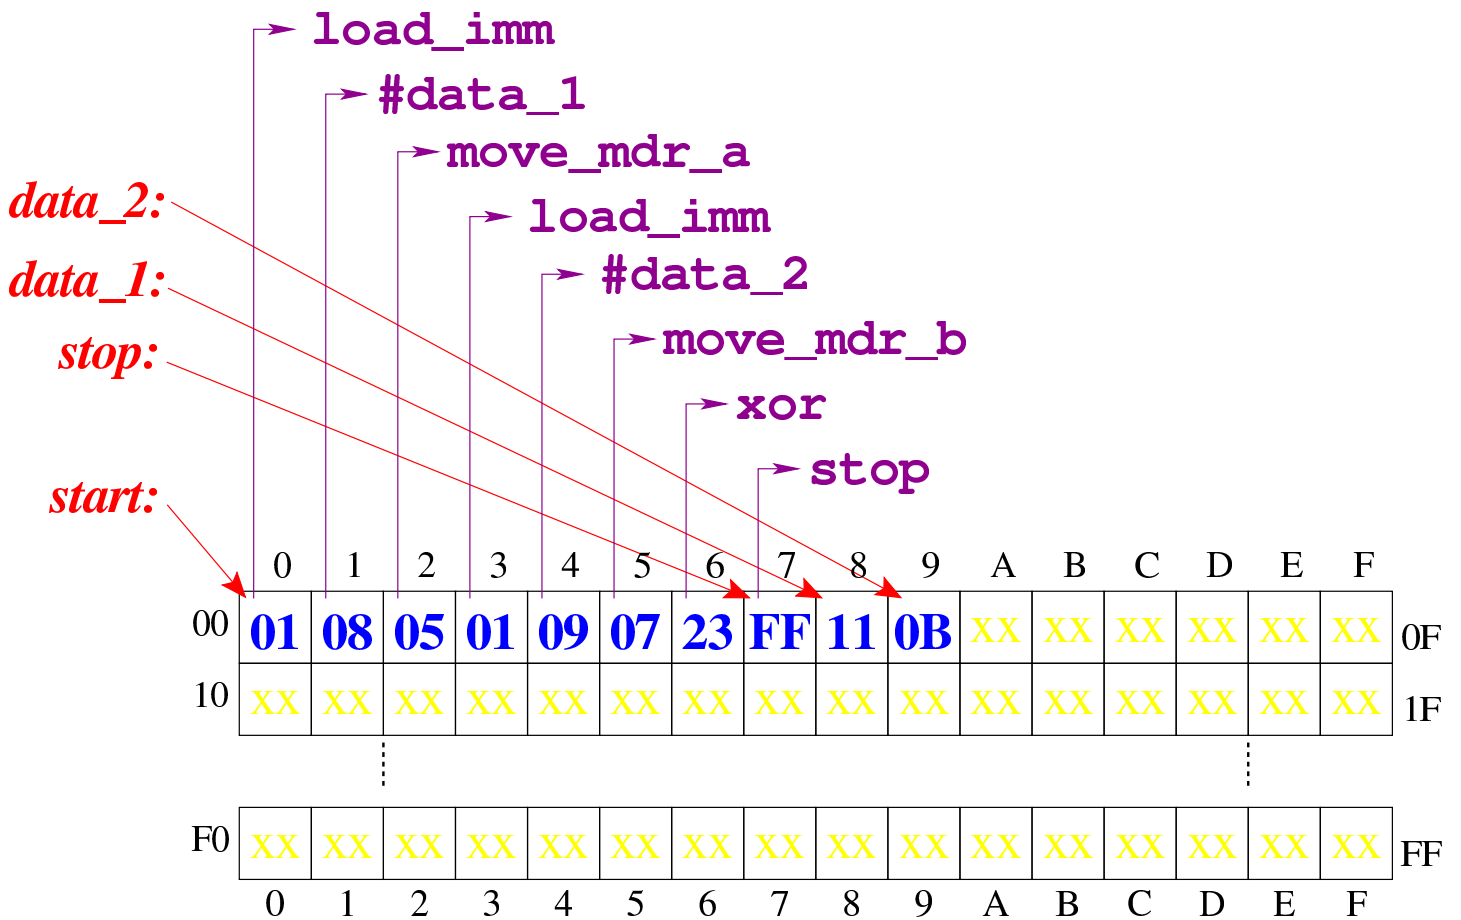 load_imm
#data_1
move_mdr_a
data_2:
load_imm
data_1:
#data_2
move_mdr_b
stop:
xor
stop
start:
0 1 2 3 4 5 6 7 8 9 A B C D E F
00 01 08 05 01 09 07 23 FF 11 0B XX XX XX XX XX XX 0F
10 XX XX XX XX XX XX XX XX XX XX XX XX XX XX XX XX 1F
F0 XX XX XX XX XX XX XX XX XX XX XX XX XX XX XX XX FF
0 1 2 3 4 5 6 7 8 9 A B C D E F